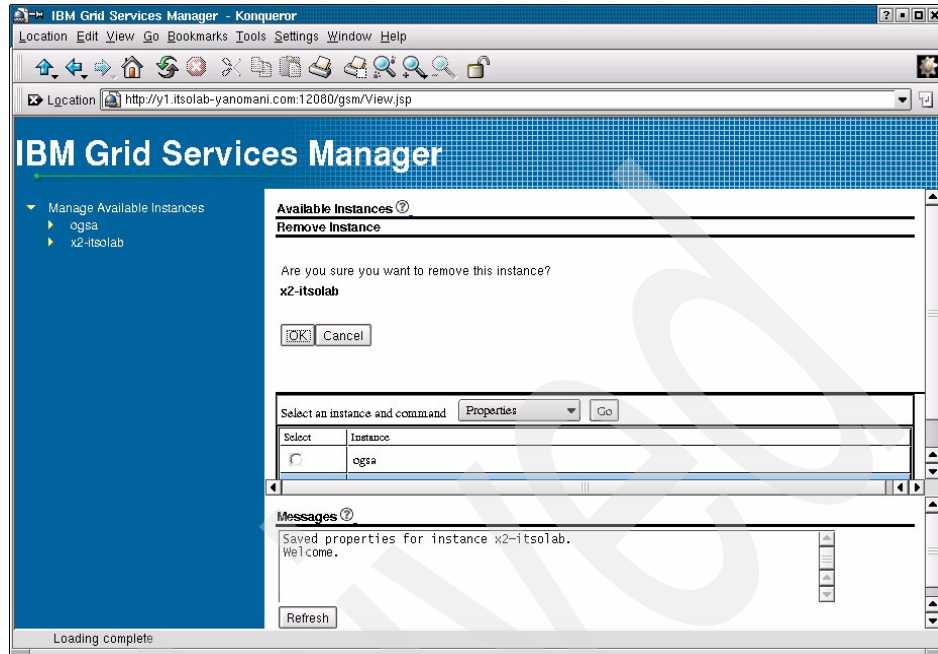 IBM Grid Services Manager - Konqueror
Location Edit View Go Bookmarks Tools Settings Window Help
Location http://y1.itsolab-yanomani.com:12080/gsm/View.jsp
IBM Grid Services Manager
Manage Available Instances
ogsa
x2-itsolab
Available Instances
Remove Instance
Are you sure you want to remove this instance?
x2-itsolab
OK Cancel
Select an instance and command Properties Go
Select Instance
ogsa
Messages
Saved properties for instance x2-itsolab.
Welcome.
Refresh
Loading complete